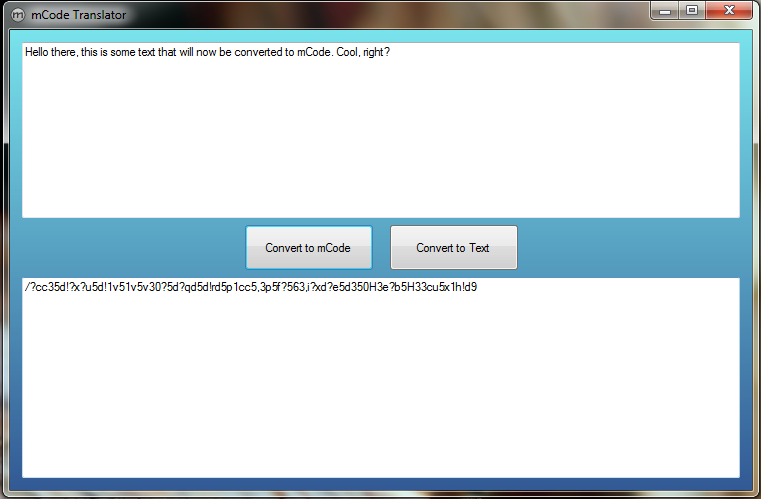 mCode Translator
Hello there, this is some text that will now be converted to mCode. Cool, right?
Convert to mCode
Convert to Text
/?cc35d!?x?u5d!1v51v5v30?5d?qd5d!rd5p1cc5,3p5f?563,i?xd?e5d350H3e?b5H33cu5x1h!d9